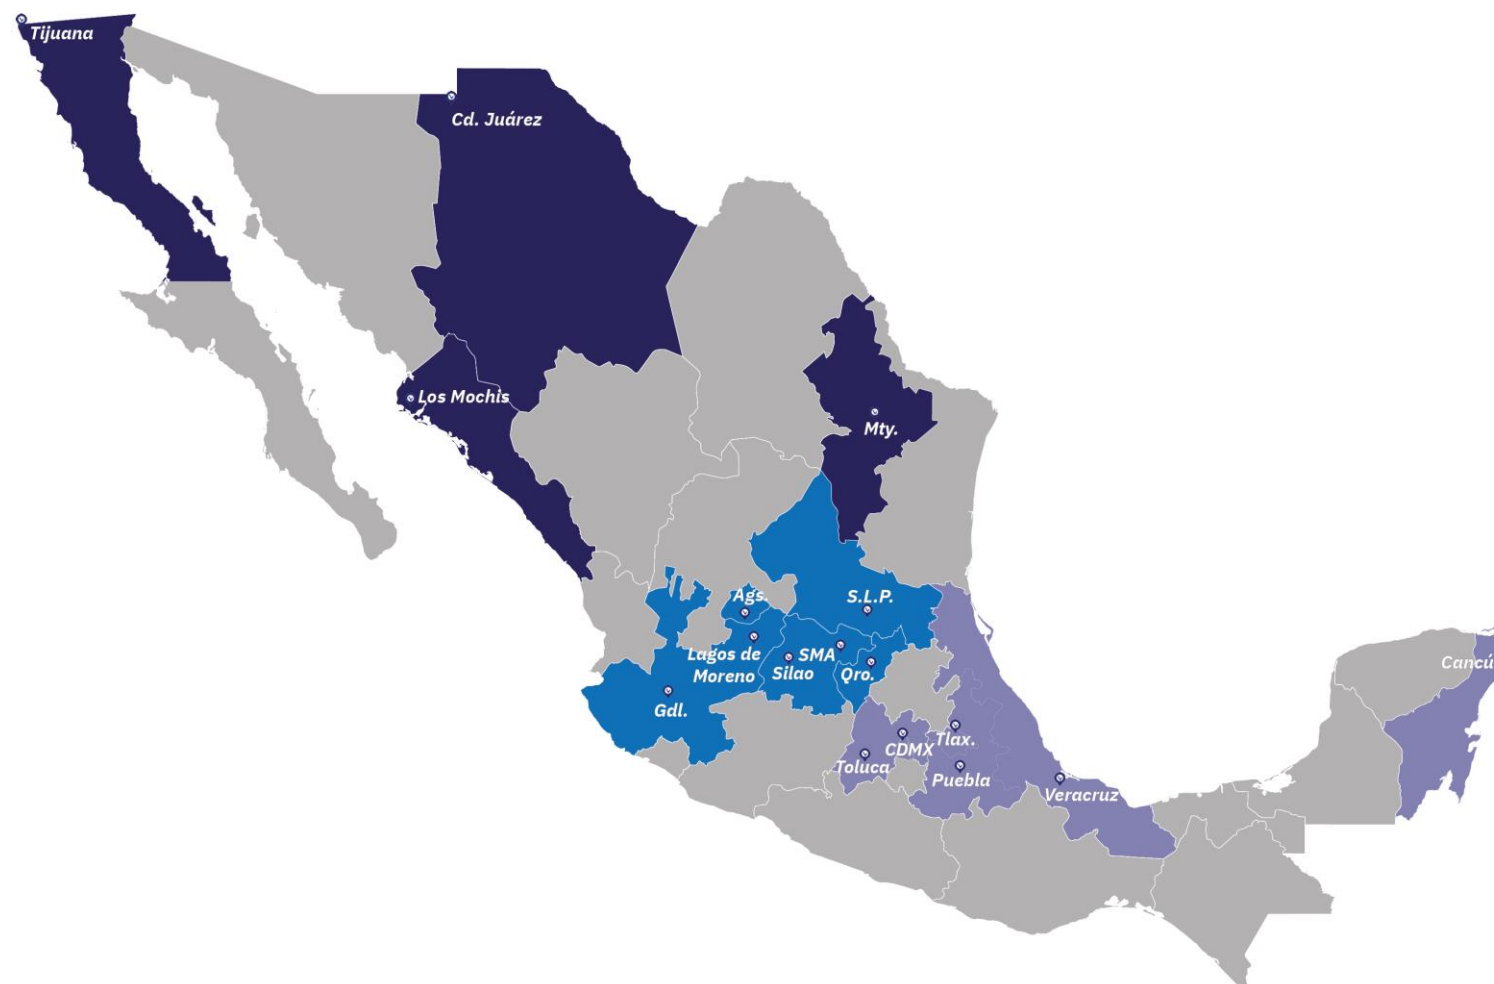 Tijuana
Cd. Juárez
Los Mochis
Mty.
Ags.
S.L.P.
Lagos de
Moreno
SMA
Silao
Qro.
Gdl.
Cancú
CDMX
Tlax.
Toluca
Puebla
Veracruz